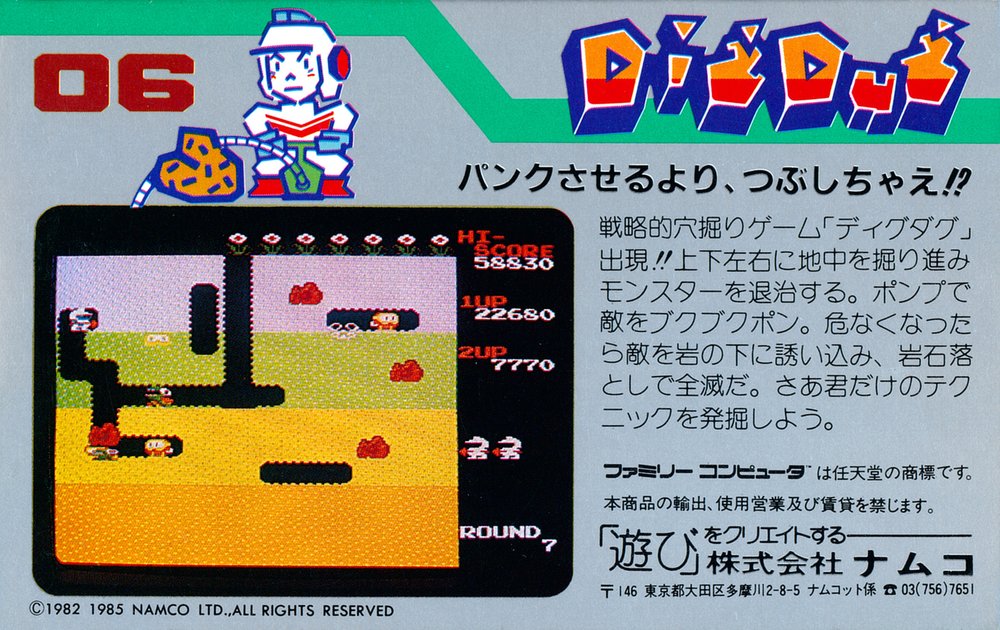 06
DIG DUG
パンクさせるより、つぶしちゃえ!?
戦略的穴掘りゲーム「ディグダグ」
出現!!上下左右に地中を掘り進み
モンスターを退治する。ポンプで
敵をブクブクポン。危なくなった
ら敵を岩の下に誘い込み、岩石落
としで全滅だ。さあ君だけのテク
ニックを発掘しよう。
HI-
SCORE
58830
1UP
22680
2UP
7770
ROUND
7
ファミリー コンピュータ™は任天堂の商標です。
本商品の輸出、使用営業及び賃貸を禁じます。
「遊び」をクリエイトする
株式会社 ナムコ
〒146 東京都大田区多摩川2-8-5 ナムコット係 ☎03(756)7651
©1982 1985 NAMCO LTD.,ALL RIGHTS RESERVED